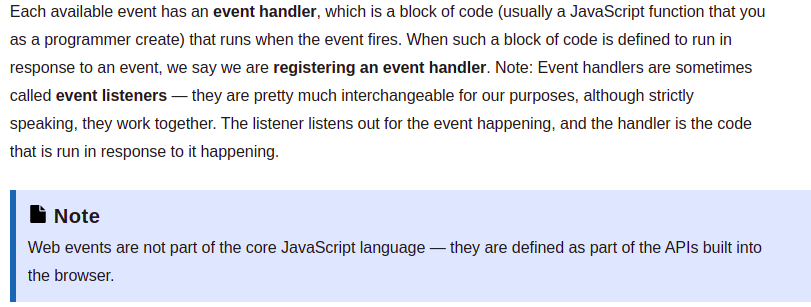 Each available event has an event handler, which is a block of code (usually a JavaScript function that you
as a programmer create) that runs when the event fires. When such a block of code is defined to run in
response to an event, we say we are registering an event handler. Note: Event handlers are sometimes
called event listeners — they are pretty much interchangeable for our purposes, although strictly
speaking, they work together. The listener listens out for the event happening, and the handler is the code
that is run in response to it happening.
Note
Web events are not part of the core JavaScript language — they are defined as part of the APIs built into
the browser.